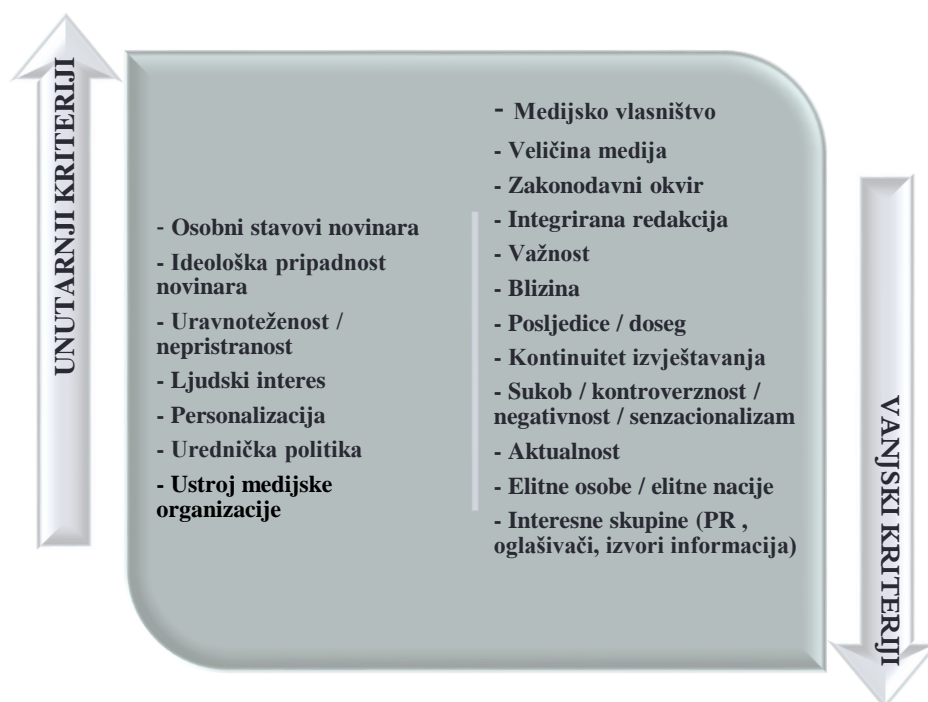 UNUTARNJI KRITERIJI
- Osobni stavovi novinara
- Ideološka pripadnost
novinara
- Uravnoteženost /
nepristranost
- Ljudski interes
- Personalizacija
- Urednička politika
- Ustroj medijske
organizacije
- Medijsko vlasništvo
- Veličina medija
- Zakonodavni okvir
- Integrirana redakcija
- Važnost
- Blizina
- Posljedice / doseg
- Kontinuitet izvještavanja
- Sukob / kontroverznost /
negativnost / senzacionalizam
- Aktualnost
- Elitne osobe / elitne nacije
- Interesne skupine (PR ,
oglašivači, izvori informacija)
VANJSKI KRITERIJI